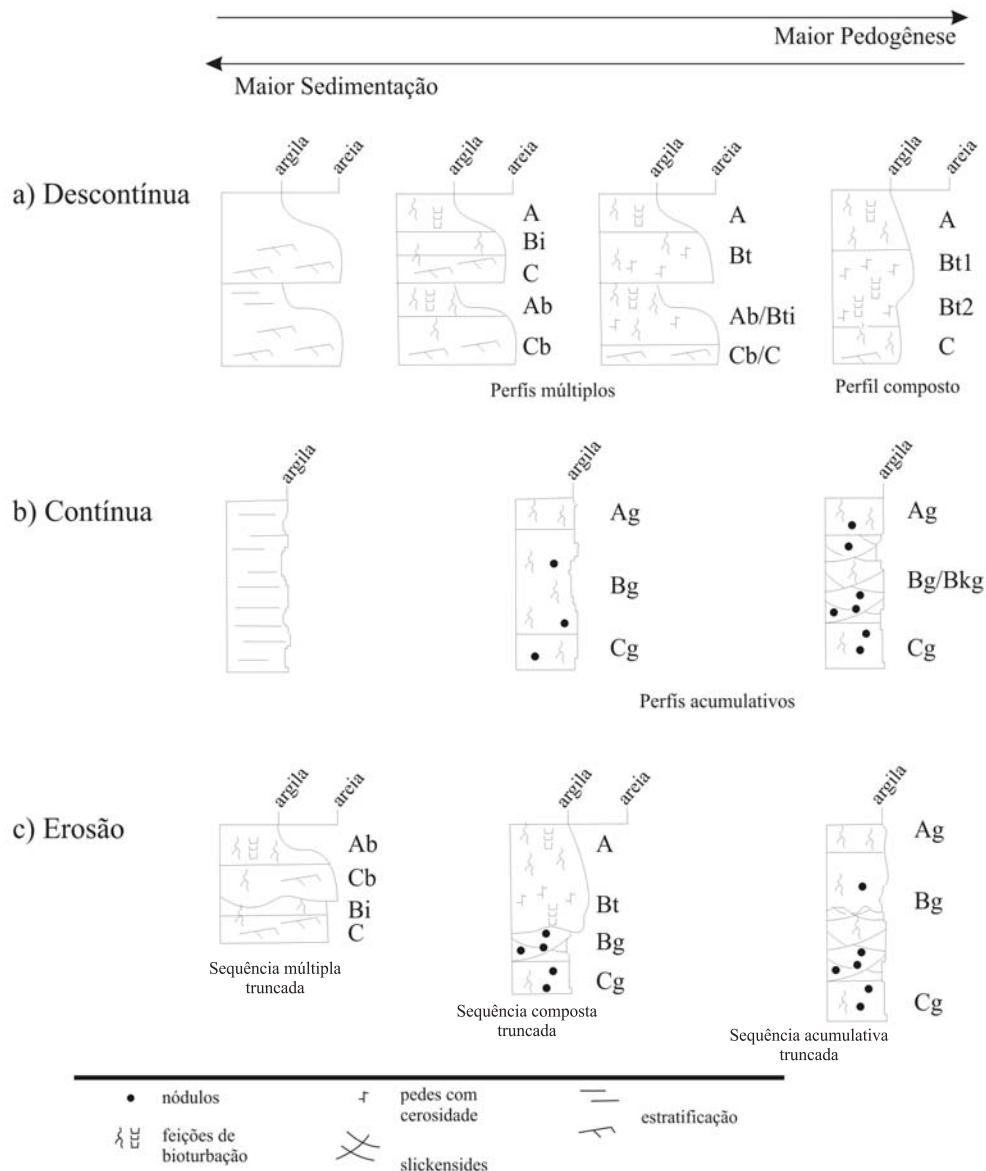 Maior Pedogênese
Maior Sedimentação
a) Descontínua
argila
areia
argila
areia
A
Bi
C
Ab
Cb
argila
areia
A
Bt
Ab/Bti
Cb/C
argila
areia
A
Bt1
Bt2
C
Perfis múltiplos
Perfil composto
b) Contínua
argila
argila
Ag
Bg
Cg
argila
Ag
Bg/Bkg
Cg
Perfis acumulativos
c) Erosão
argila
areia
Ab
Cb
Bi
C
Sequência múltipla
truncada
argila
areia
A
Bt
Bg
Cg
Sequência composta
truncada
argila
Ag
Bg
Cg
Sequência acumulativa
truncada
nódulos
feições de
bioturbação
pedes com
cerosidade
slickensides
estratificação